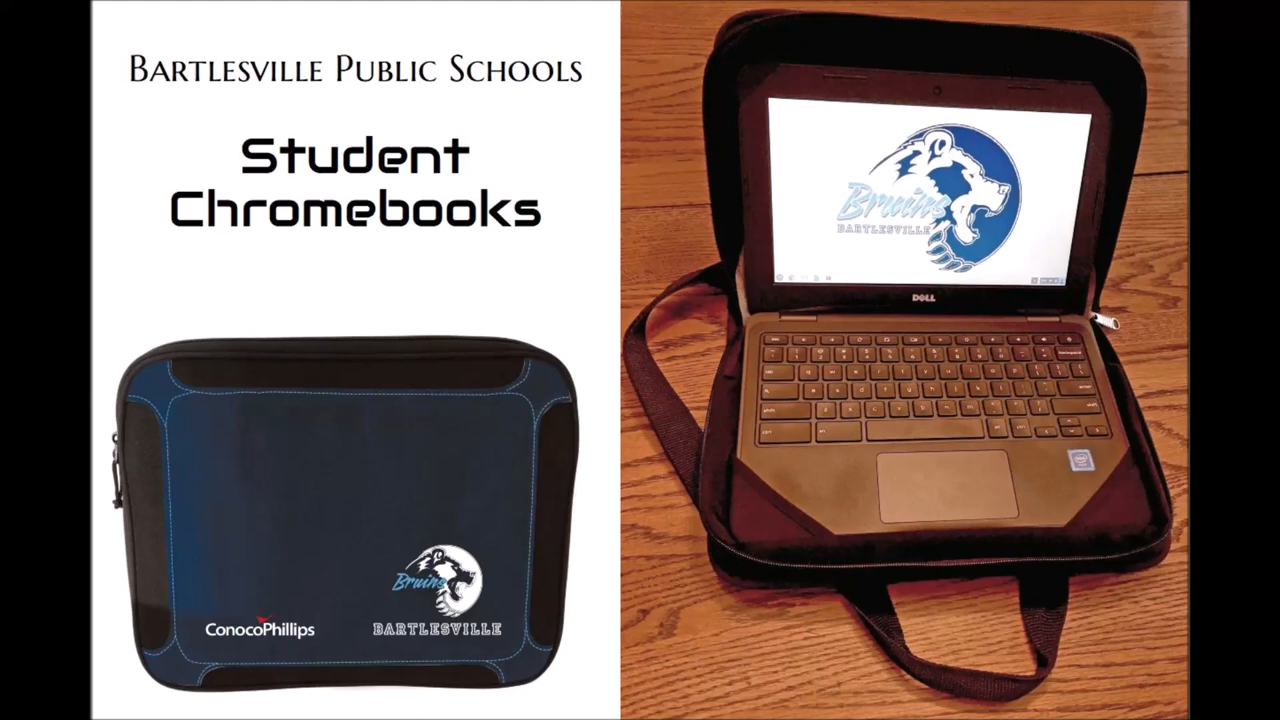 Bartlesville Public Schools
Student
Chromebooks
Bruins
BARTLESVILLE
DELL
ConocoPhillips
Bruins
BARTLESVILLE